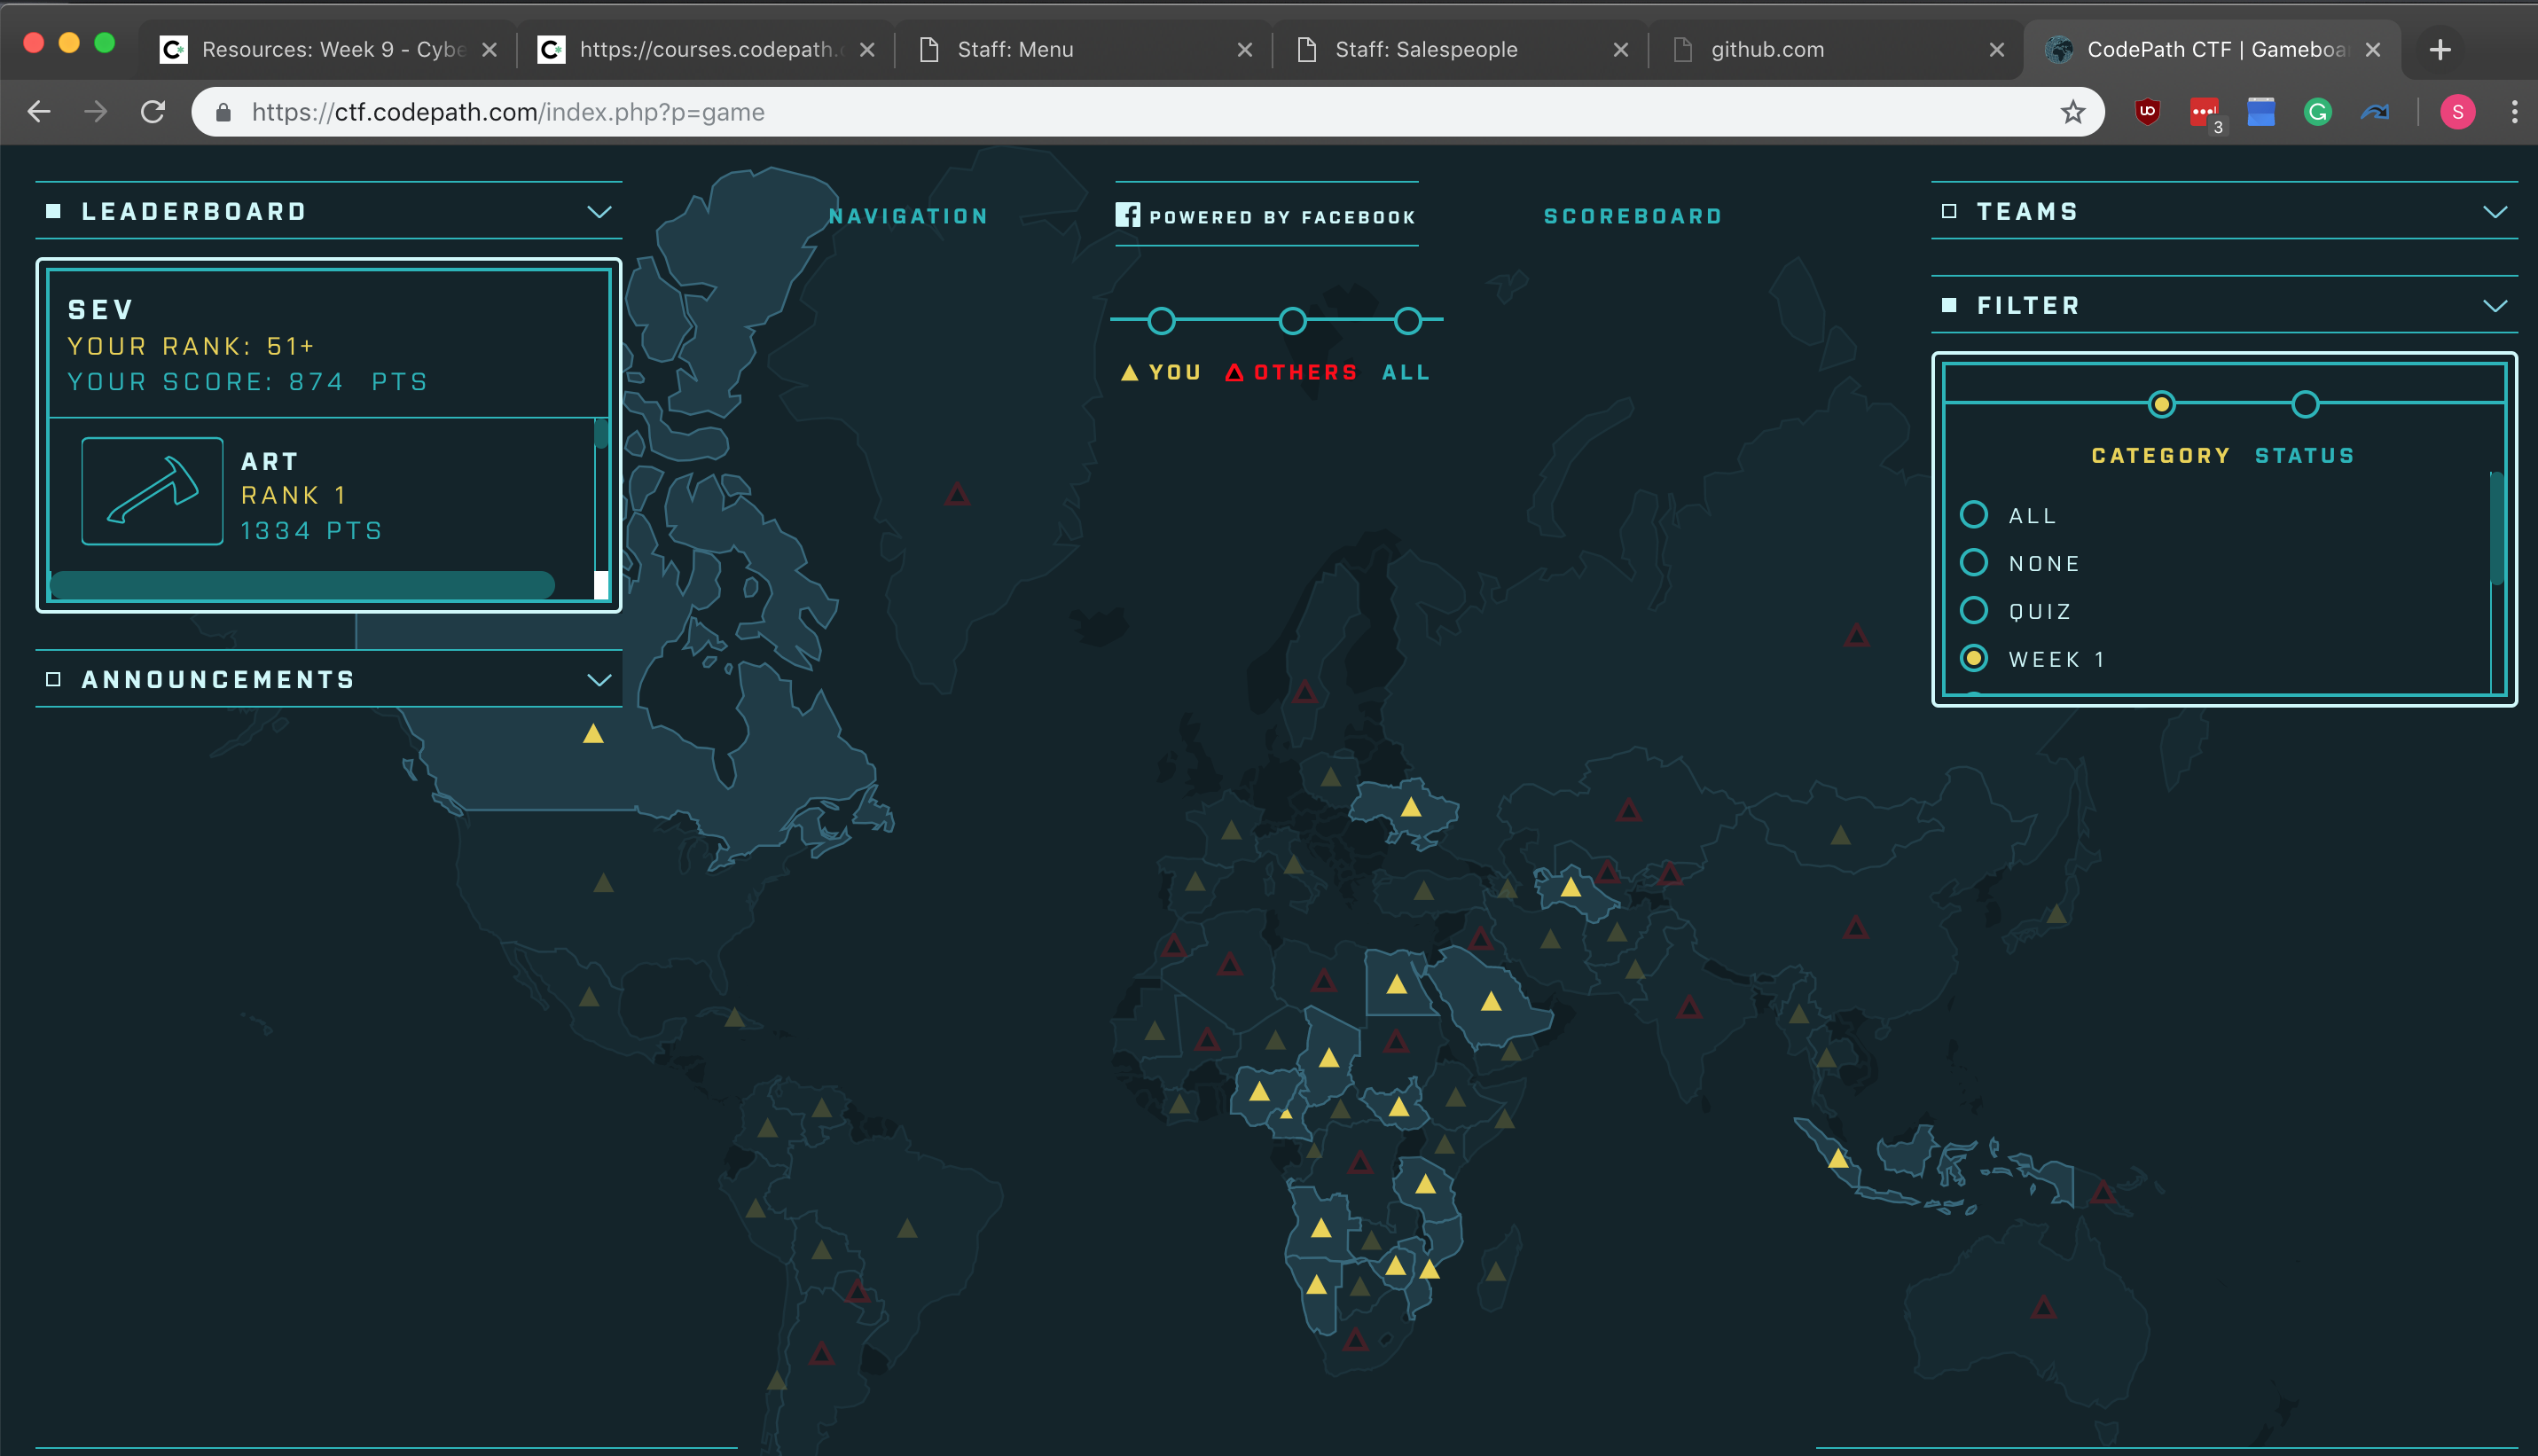 Resources: Week 9 - Cybe
https://courses.codepath.c
Staff: Menu
Staff: Salespeople
github.com
CodePath CTF | Gameboa
https://ctf.codepath.com/index.php?p=game
3
S
LEADERBOARD
NAVIGATION
POWERED BY FACEBOOK
SCOREBOARD
TEAMS
SEV
YOUR RANK: 51+
YOUR SCORE: 874 PTS
YOU OTHERS ALL
FILTER
CATEGORY STATUS
ART
RANK 1
1334 PTS
ALL
NONE
QUIZ
WEEK 1
ANNOUNCEMENTS